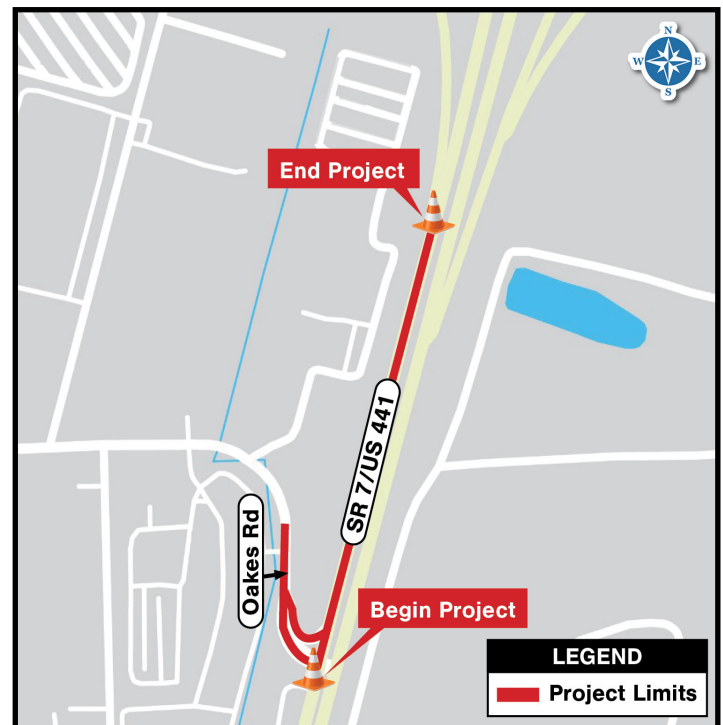 N
W E
S
End Project
SR 7/US 441
Oakes Rd
Begin Project
LEGEND
Project Limits